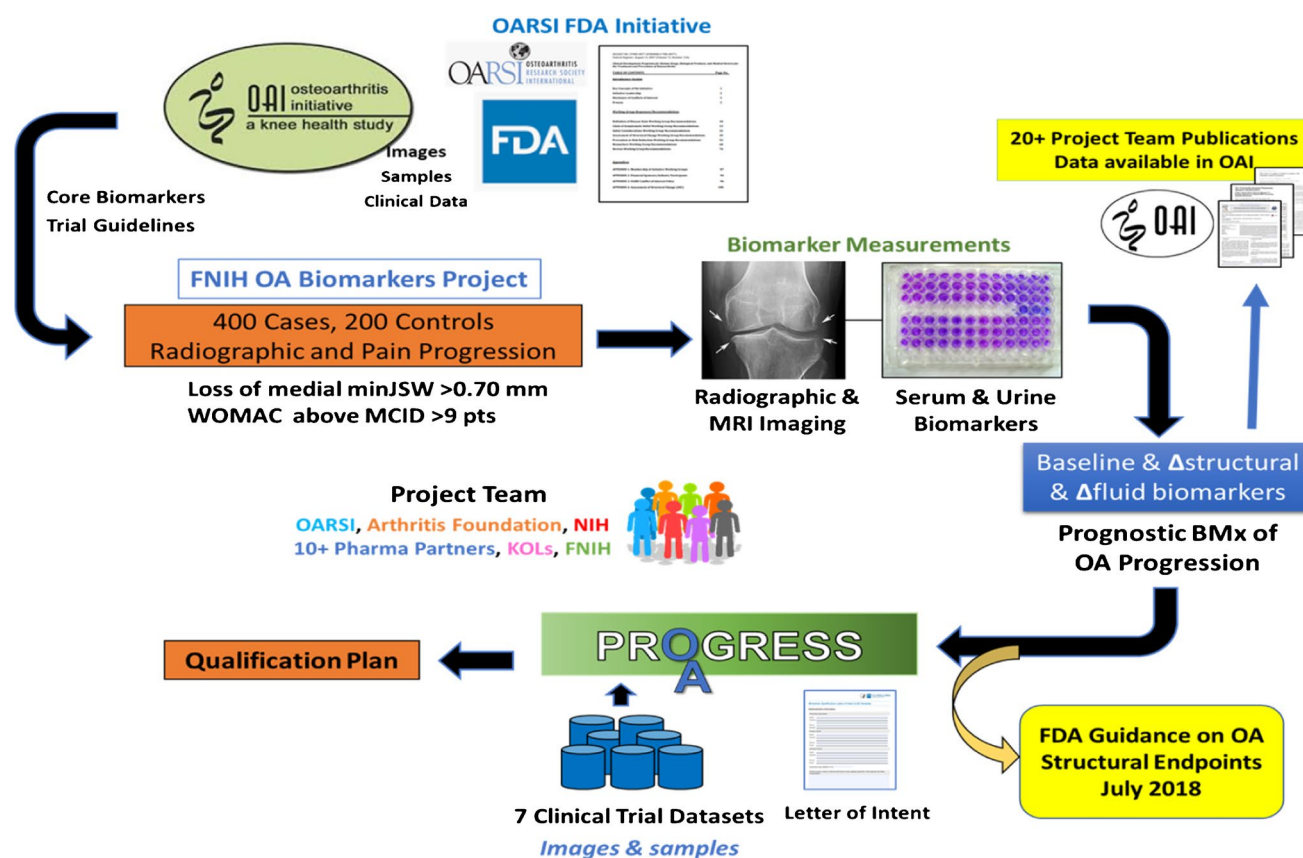 OARSI FDA Initiative
OAI osteoarthritis
initiative
a knee health study
Images
Samples
Clinical Data
OARSI OSTEOARTHRITIS
RESEARCH SOCIETY
INTERNATIONAL
FDA
TABLE OF CONTENTS
Core Biomarkers
Trial Guidelines
20+ Project Team Publications
Data available in OAI
OAI
FNIH OA Biomarkers Project
400 Cases, 200 Controls
Radiographic and Pain Progression
Loss of medial minJSW >0.70 mm
WOMAC above MCID >9 pts
Biomarker Measurements
Radiographic &
MRI Imaging
Serum & Urine
Biomarkers
Baseline & Δstructural
& Δfluid biomarkers
Prognostic BMx of
OA Progression
Project Team
OARSI, Arthritis Foundation, NIH
10+ Pharma Partners, KOLs, FNIH
PROGRESS
A
Qualification Plan
7 Clinical Trial Datasets
Images & samples
Letter of Intent
FDA Guidance on OA
Structural Endpoints
July 2018